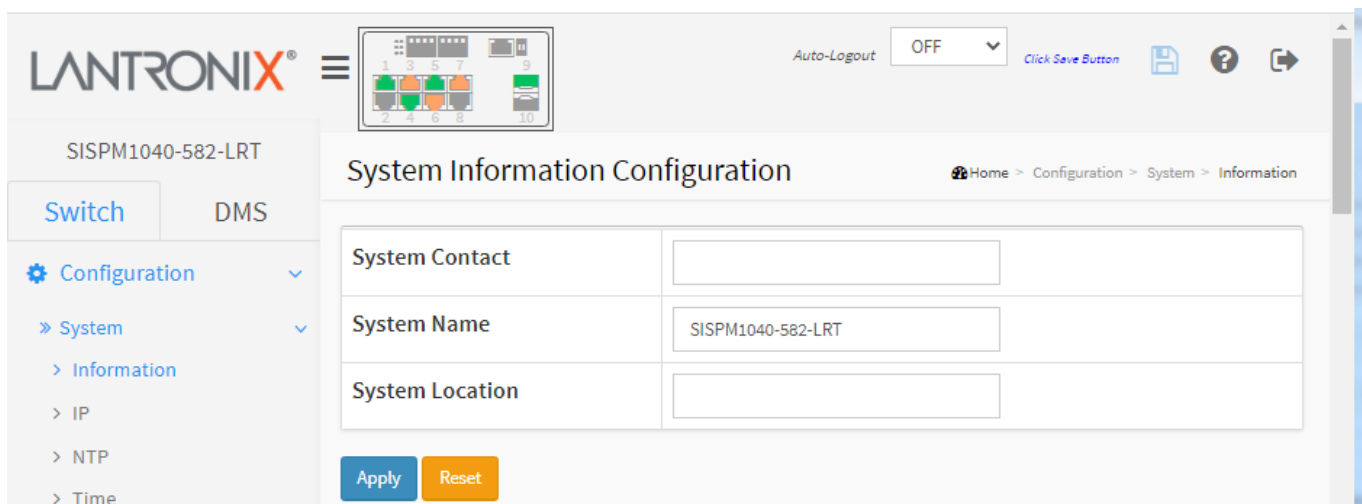 LANTRONIX®
1 3 5 7 9
2 4 6 8 10
Auto-Logout OFF Click Save Button
SISPM1040-582-LRT
Switch DMS
Configuration
System
Information
IP
NTP
Time
System Information Configuration
Home > Configuration > System > Information
System Contact
System Name SISPM1040-582-LRT
System Location
Apply Reset